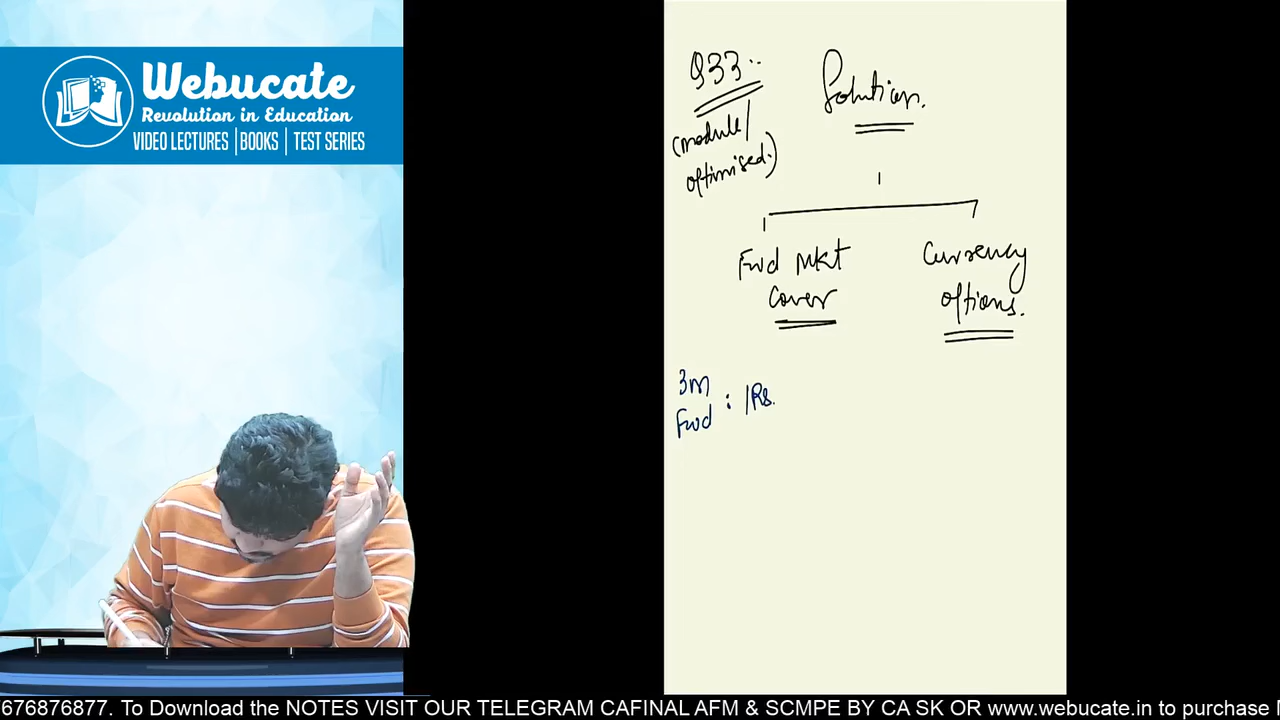 Webucate
Revolution in Education
VIDEO LECTURES | BOOKS | TEST SERIES
Q33:-
(module/
optimised.)
Solution.
Fwd Mkt
Cover
Currency
options.
3m
Fwd : 1Rs.
676876877. To Download the NOTES VISIT OUR TELEGRAM CAFINAL AFM & SCMPE BY CA SK OR www.webucate.in to purchase